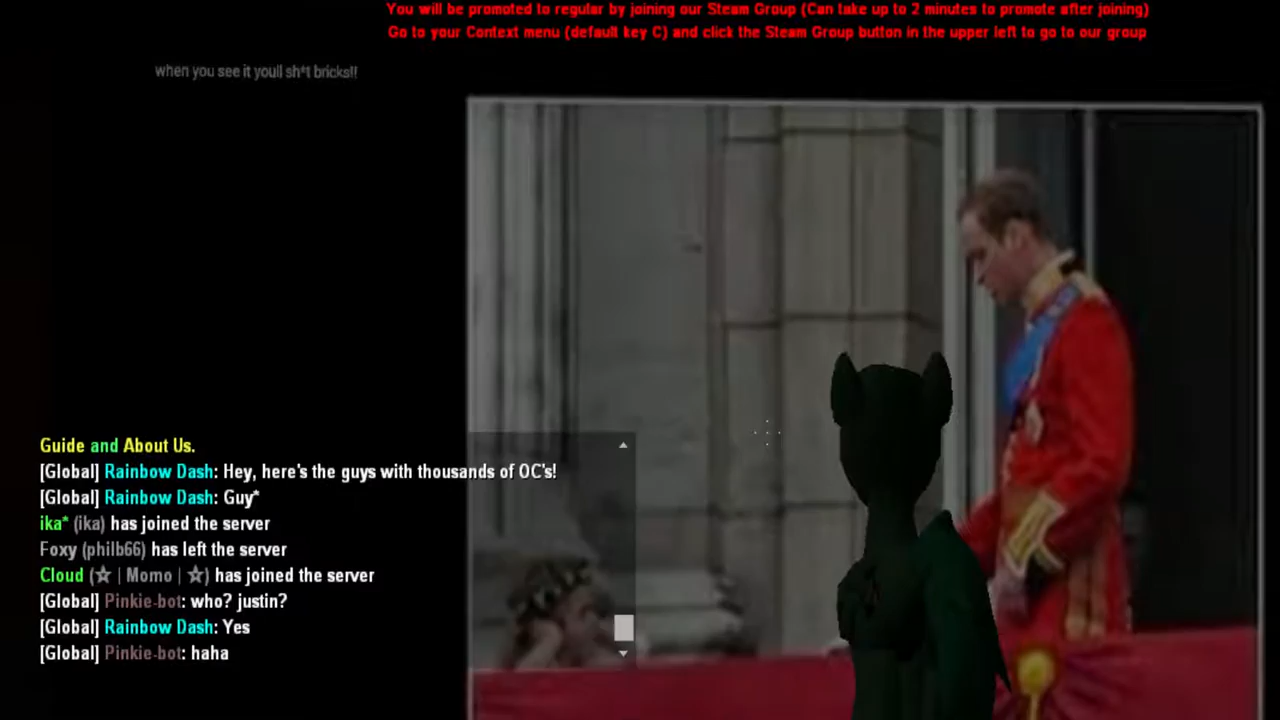 You will be promoted to regular by joining our Steam Group (Can take up to 2 minutes to promote after joining)
Go to your Context menu (default key C) and click the Steam Group button in the upper left to go to our group
when you see it youll sh*t bricks!!
Guide and About Us.
[Global] Rainbow Dash: Hey, here's the guys with thousands of OC's!
[Global] Rainbow Dash: Guy*
ika* (ika) has joined the server
Foxy (philb66) has left the server
Cloud (☆ | Momo | ☆) has joined the server
[Global] Pinkie-bot: who? justin?
[Global] Rainbow Dash: Yes
[Global] Pinkie-bot: haha